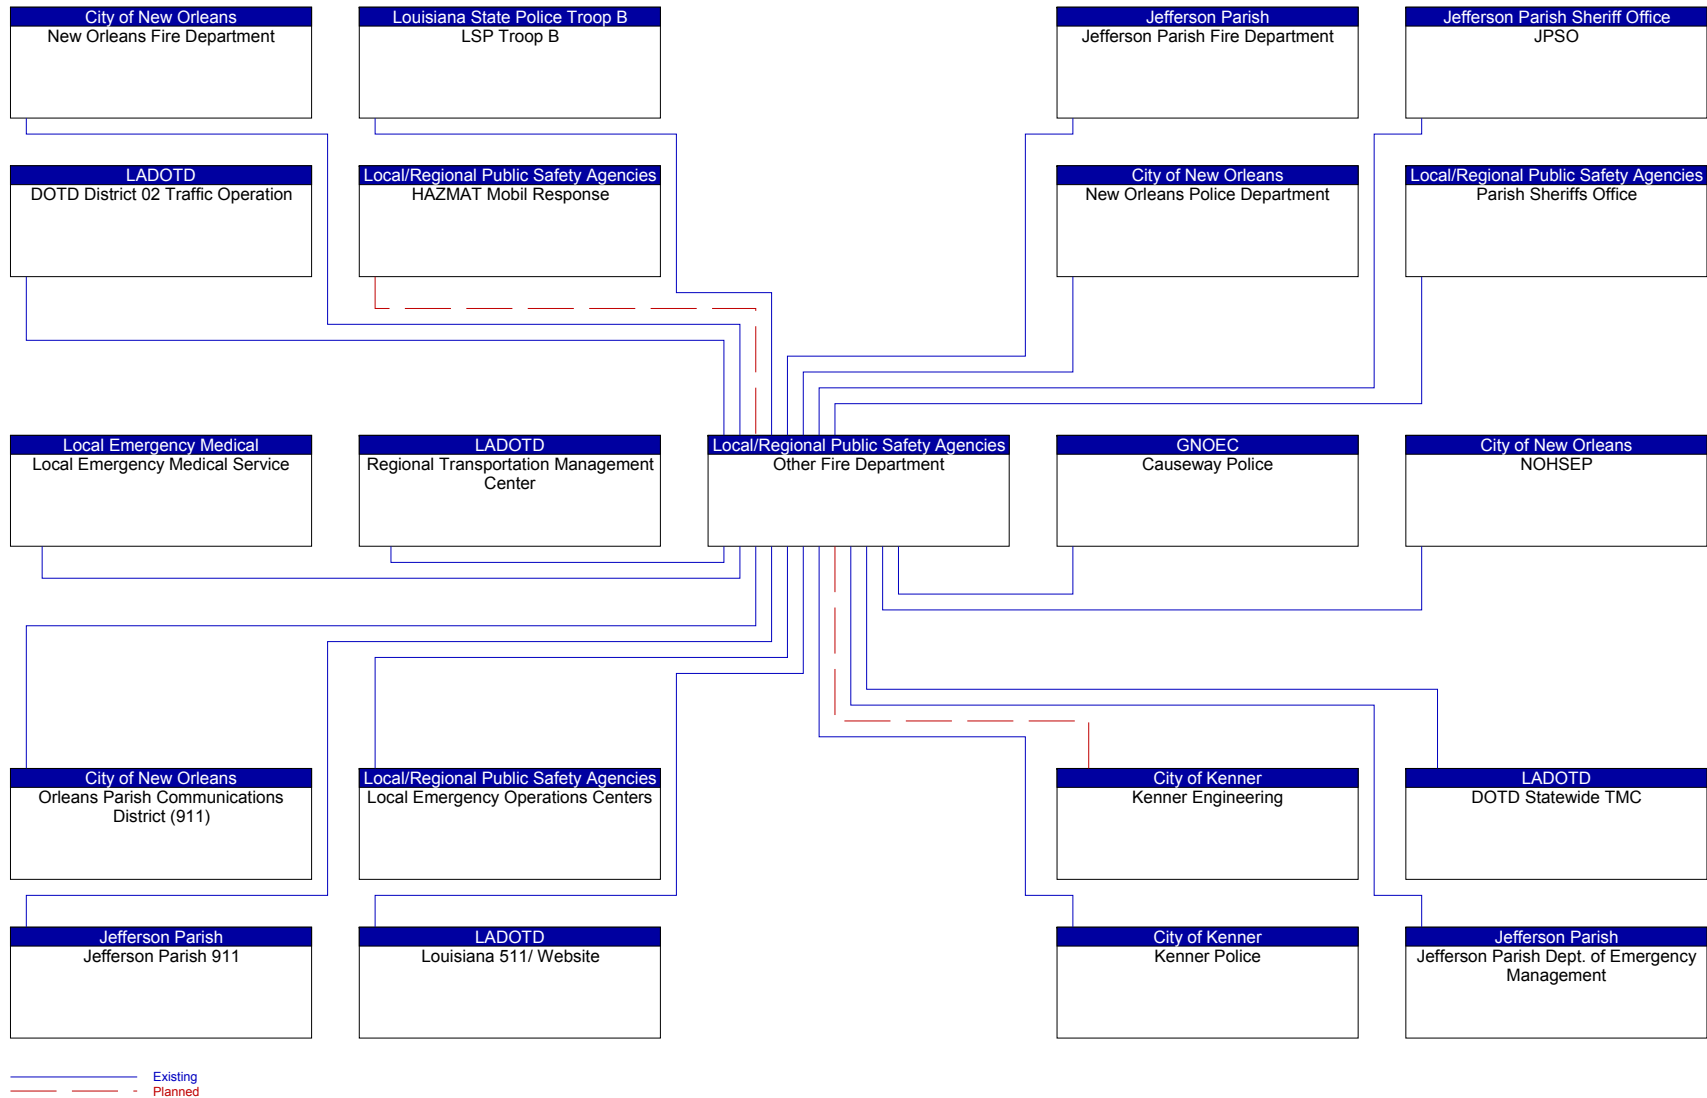 City of New Orleans
New Orleans Fire Department
Louisiana State Police Troop B
LSP Troop B
Jefferson Parish
Jefferson Parish Fire Department
Jefferson Parish Sheriff Office
JPSO
LADOTD
DOTD District 02 Traffic Operation
Local/Regional Public Safety Agencies
HAZMAT Mobil Response
City of New Orleans
New Orleans Police Department
Local/Regional Public Safety Agencies
Parish Sheriffs Office
Local Emergency Medical
Local Emergency Medical Service
LADOTD
Regional Transportation Management
Center
Local/Regional Public Safety Agencies
Other Fire Department
GNOEC
Causeway Police
City of New Orleans
NOHSEP
City of New Orleans
Orleans Parish Communications
District (911)
Local/Regional Public Safety Agencies
Local Emergency Operations Centers
City of Kenner
Kenner Engineering
LADOTD
DOTD Statewide TMC
Jefferson Parish
Jefferson Parish 911
LADOTD
Louisiana 511/ Website
City of Kenner
Kenner Police
Jefferson Parish
Jefferson Parish Dept. of Emergency
Management
Existing
Planned